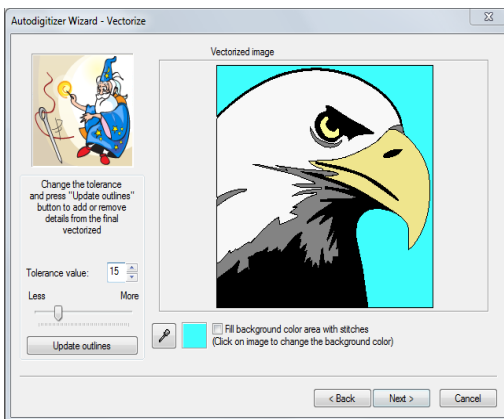 Autodigitizer Wizard - Vectorize
Vectorized image
Change the tolerance
and press "Update outlines"
button to add or remove
details from the final
vectorized
Tolerance value: 15
Less More
Update outlines
Fill background color area with stitches
(Click on image to change the background color)
< Back Next > Cancel